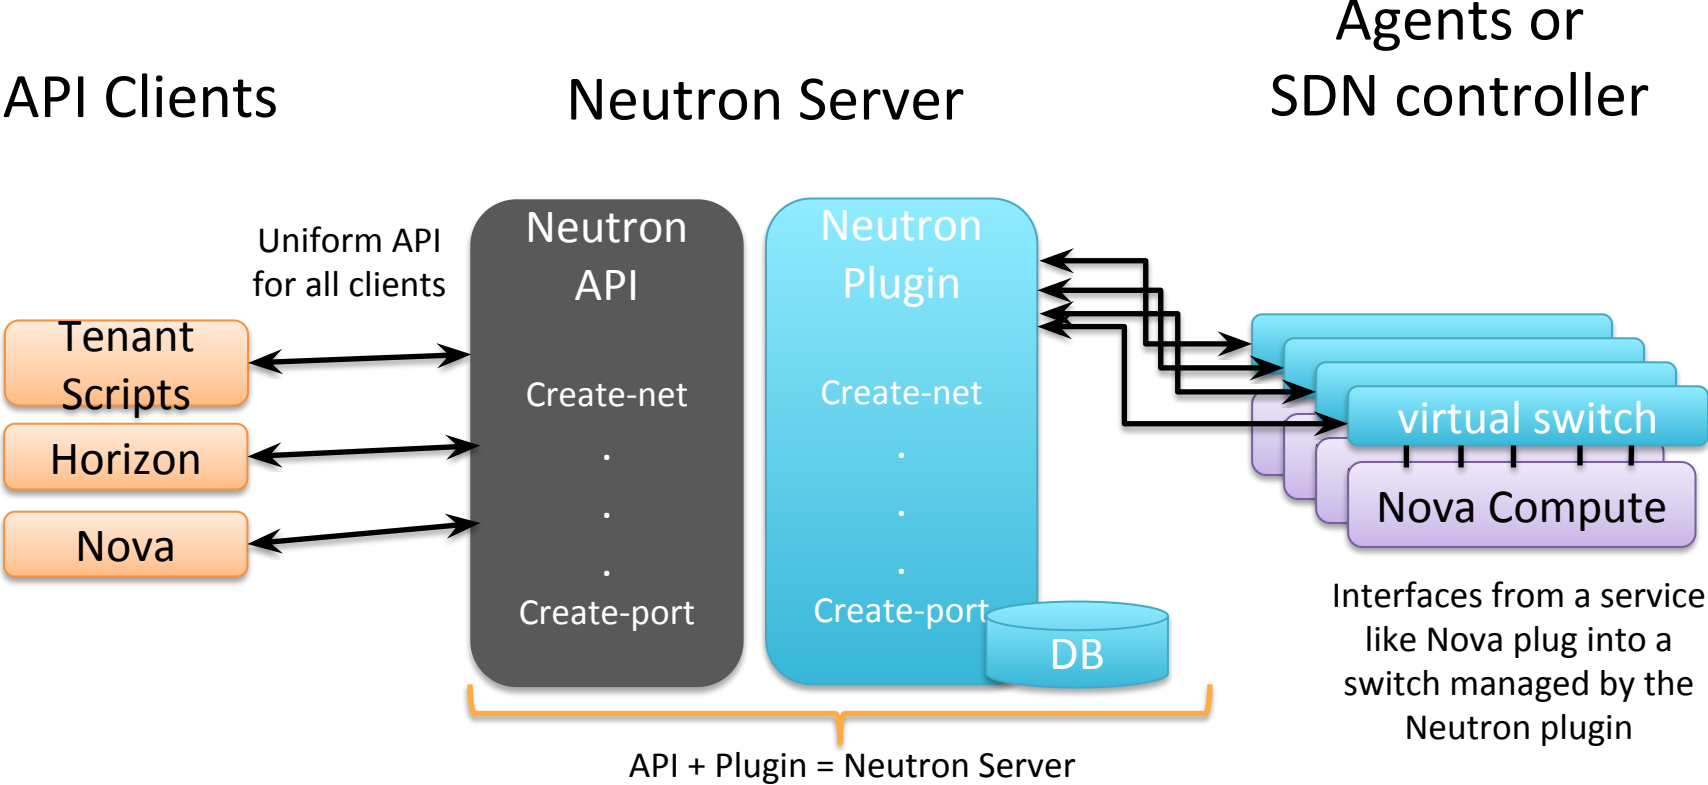 Agents or
SDN controller
API Clients
Neutron Server
Uniform API
for all clients
Tenant
Scripts
Horizon
Nova
Neutron
API
Create-net
.
.
.
Create-port
Neutron
Plugin
Create-net
.
.
.
Create-port
DB
virtual switch
Nova Compute
Interfaces from a service
like Nova plug into a
switch managed by the
Neutron plugin
API + Plugin = Neutron Server